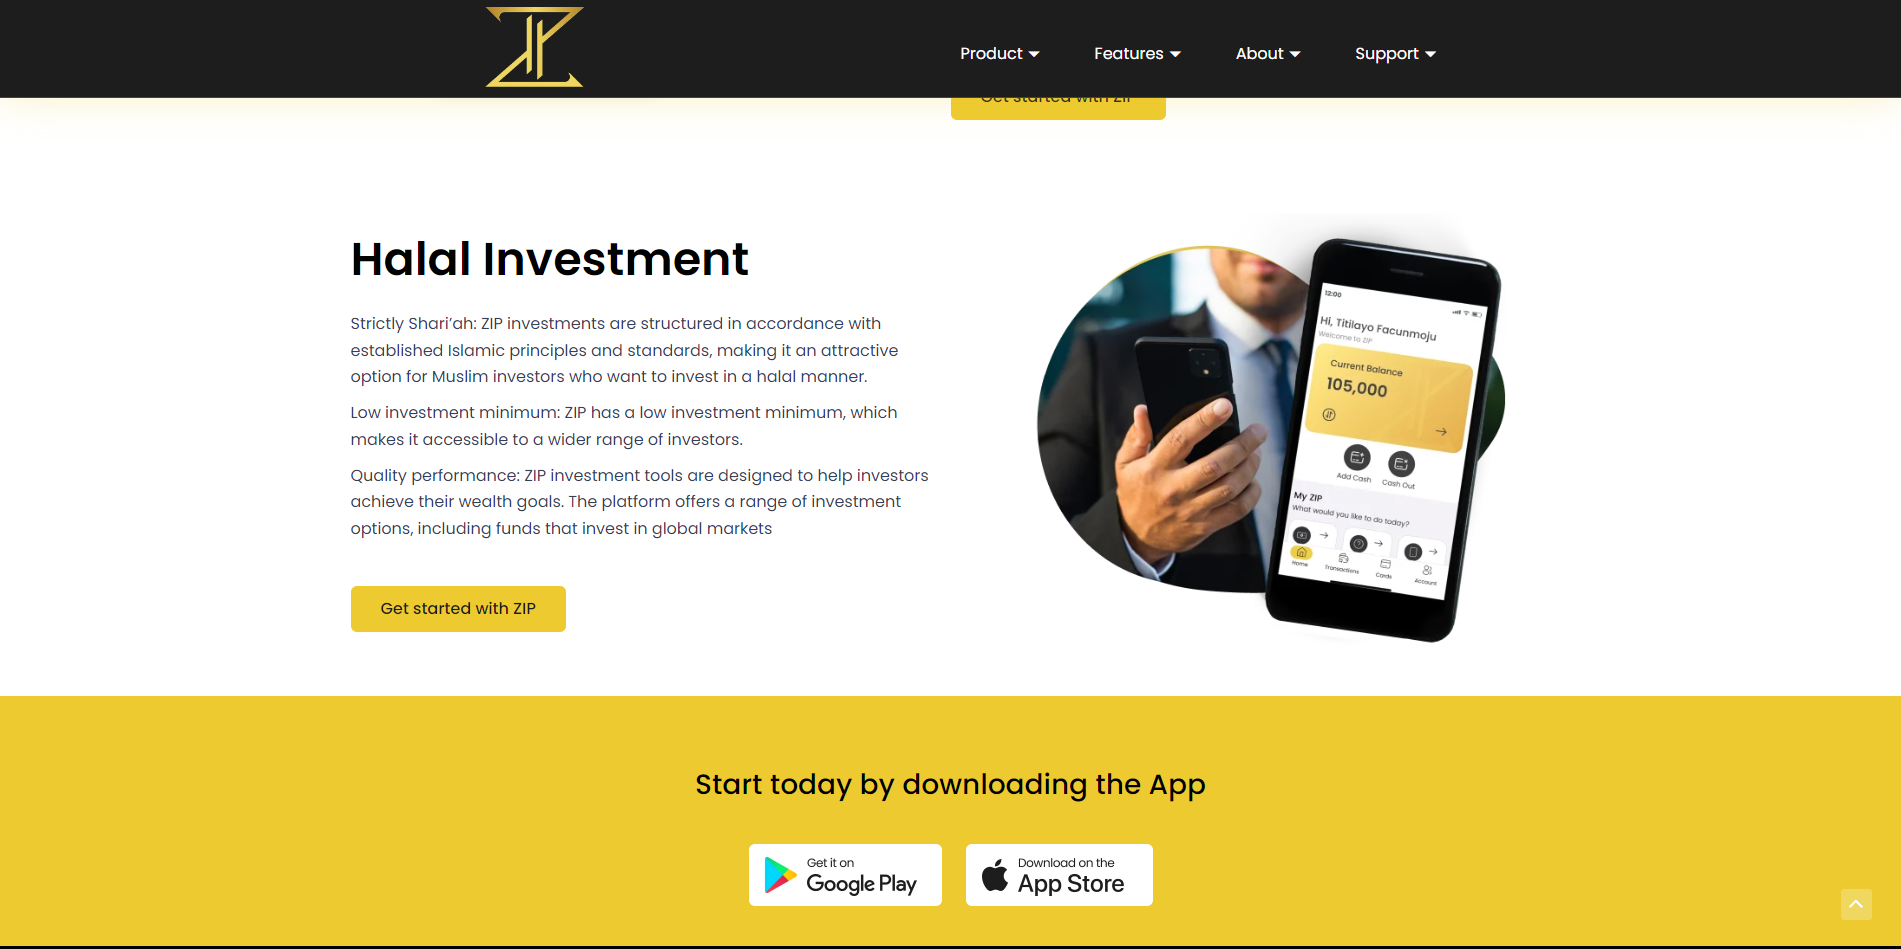 Product
Features
About
Support
Get started with ZIP
Halal Investment
Strictly Shari’ah: ZIP investments are structured in accordance with
established Islamic principles and standards, making it an attractive
option for Muslim investors who want to invest in a halal manner.
Low investment minimum: ZIP has a low investment minimum, which
makes it accessible to a wider range of investors.
Quality performance: ZIP investment tools are designed to help investors
achieve their wealth goals. The platform offers a range of investment
options, including funds that invest in global markets
Get started with ZIP
12:00
Hi, Titilayo Facunmoju
Welcome to ZIP
Current Balance
105,000
Add Cash
Cash Out
My ZIP
What would you like to do today?
Home
Transactions
Cards
Account
Start today by downloading the App
Get it on
Google Play
Download on the
App Store